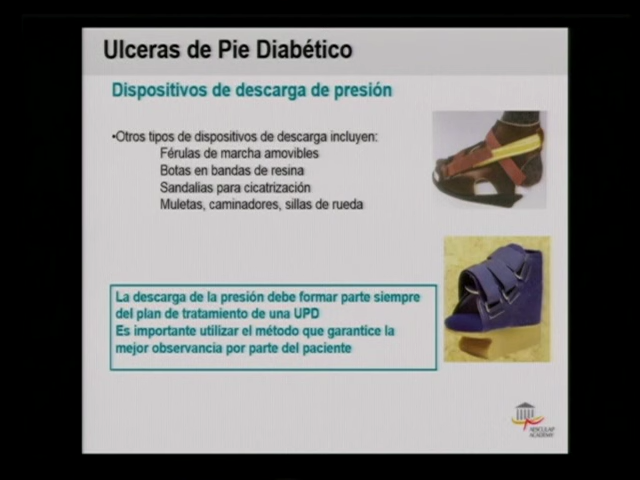 Ulceras de Pie Diabético
Dispositivos de descarga de presión
•Otros tipos de dispositivos de descarga incluyen:
Férulas de marcha amovibles
Botas en bandas de resina
Sandalias para cicatrización
Muletas, caminadores, sillas de rueda
La descarga de la presión debe formar parte siempre
del plan de tratamiento de una UPD
Es importante utilizar el método que garantice la
mejor observancia por parte del paciente
AESCULAP
ACADEMY